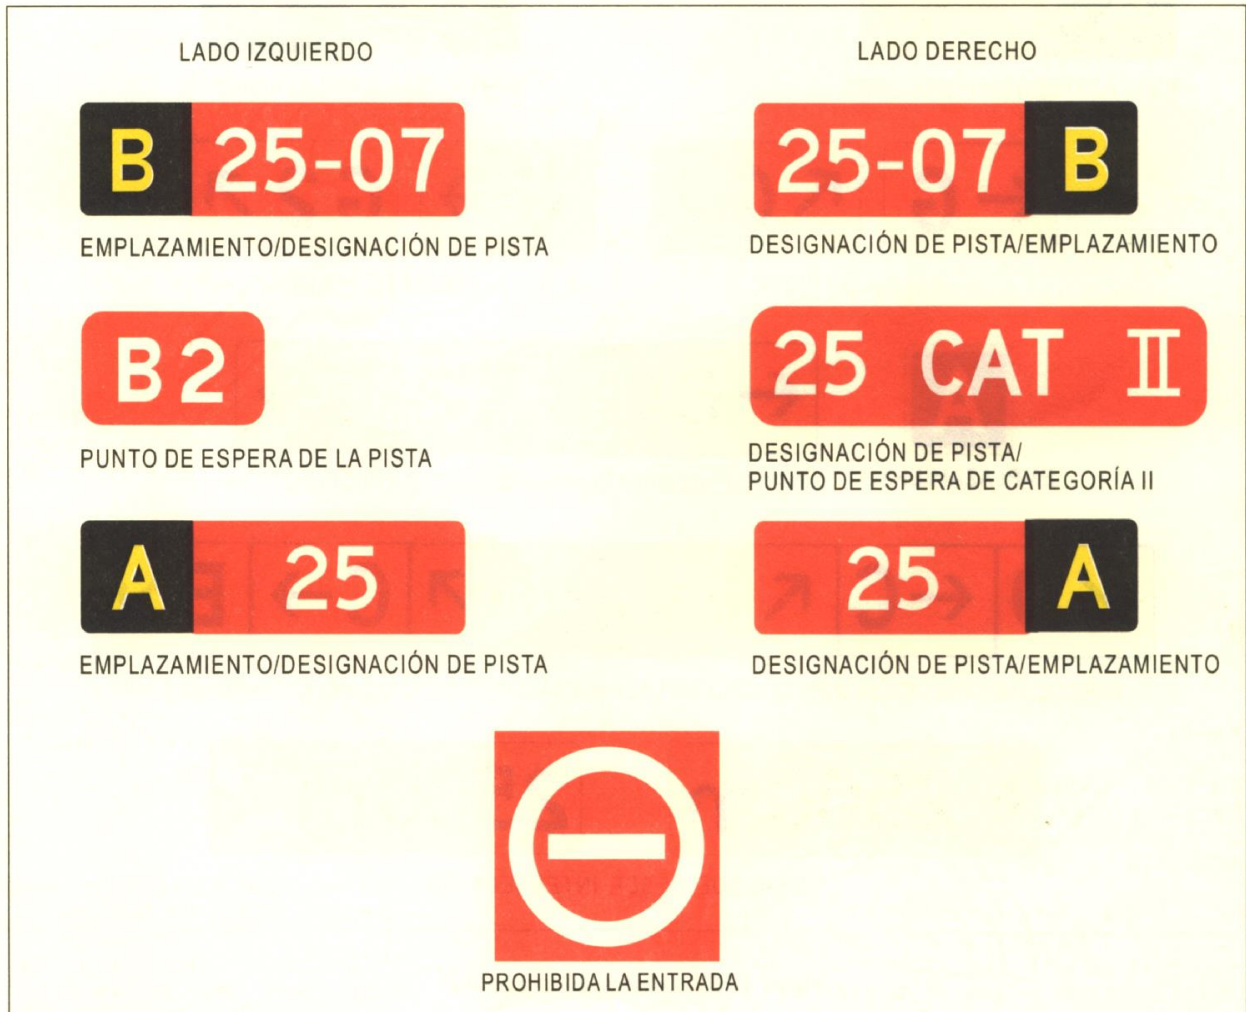 LADO IZQUIERDO
LADO DERECHO
B 25-07
25-07 B
EMPLAZAMIENTO/DESIGNACIÓN DE PISTA
DESIGNACIÓN DE PISTA/EMPLAZAMIENTO
B2
25 CAT II
PUNTO DE ESPERA DE LA PISTA
DESIGNACIÓN DE PISTA/
PUNTO DE ESPERA DE CATEGORÍA II
A 25
25 A
EMPLAZAMIENTO/DESIGNACIÓN DE PISTA
DESIGNACIÓN DE PISTA/EMPLAZAMIENTO
PROHIBIDA LA ENTRADA